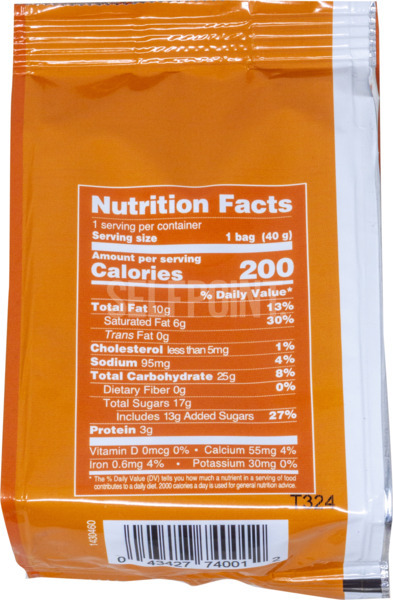 Nutrition Facts
1 serving per container
Serving size 1 bag (40 g)
Amount per serving
Calories 200
SELEPOINT
% Daily Value*
Total Fat 10g 13%
Saturated Fat 6g 30%
Trans Fat 0g
Cholesterol less than 5mg 1%
Sodium 95mg 4%
Total Carbohydrate 25g 8%
Dietary Fiber 0g 0%
Total Sugars 17g
Includes 13g Added Sugars 27%
Protein 3g
Vitamin D 0mcg 0% • Calcium 55mg 4%
Iron 0.6mg 4% • Potassium 30mg 0%
* The % Daily Value (DV) tells you how much a nutrient in a serving of food
contributes to a daily diet. 2000 calories a day is used for general nutrition advice.
T324
1430460
0 43427 74001 2